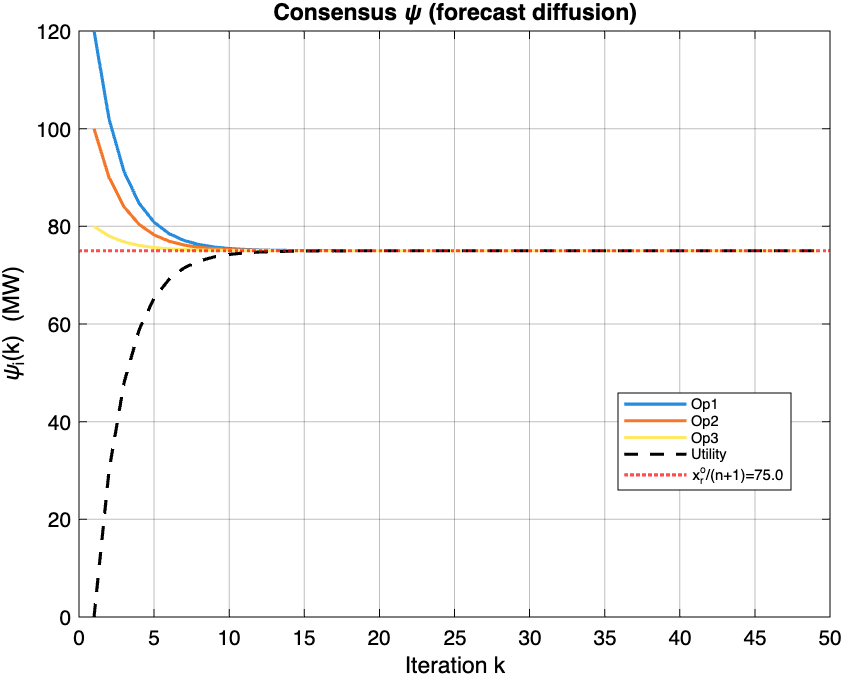 Consensus ψ (forecast diffusion)
120
100
80
60
40
20
0
ψi(k) (MW)
0 5 10 15 20 25 30 35 40 45 50
Iteration k
Op1
Op2
Op3
Utility
x_r^o/(n+1)=75.0